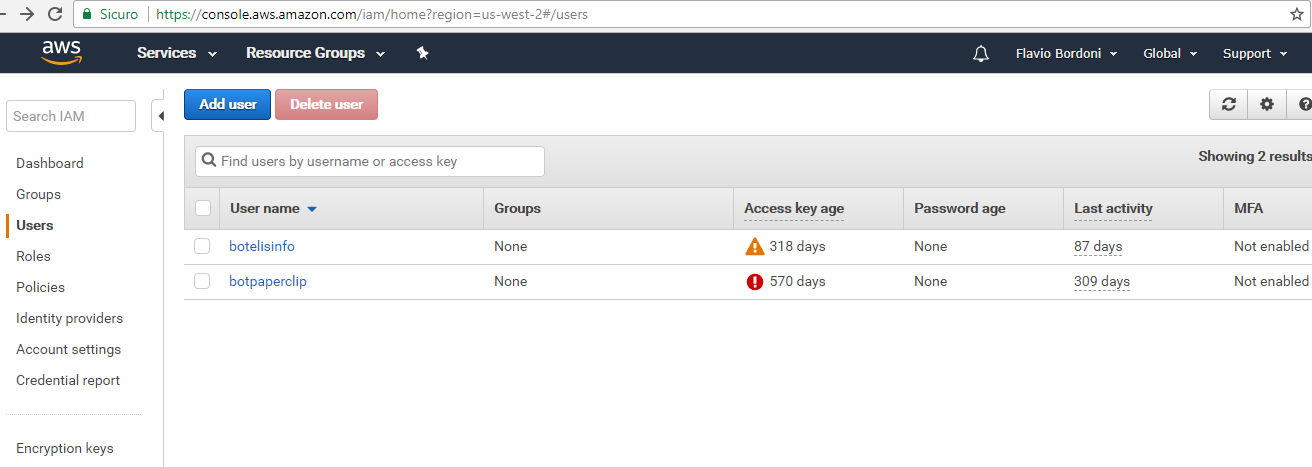 Sicuro https://console.aws.amazon.com/iam/home?region=us-west-2#/users
aws Services Resource Groups Flavio Bordoni Global Support
Add user Delete user
Search IAM
Dashboard
Groups
Users
Roles
Policies
Identity providers
Account settings
Credential report
Encryption keys
Find users by username or access key
Showing 2 results
User name Groups Access key age Password age Last activity MFA
botelisinfo None 318 days None 87 days Not enabled
botpaperclip None 570 days None 309 days Not enabled